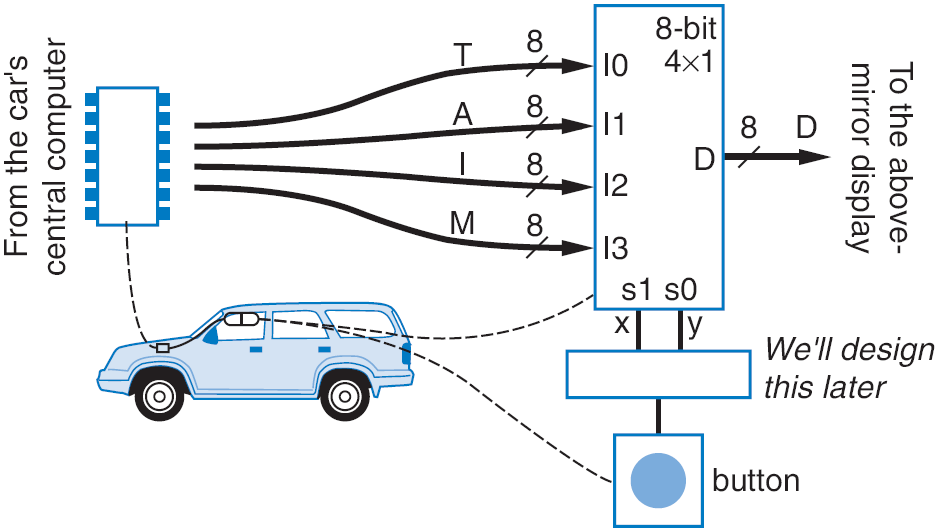 From the car's
central computer
T
8
I0
A
8
I1
I
8
I2
M
8
I3
8-bit
4×1
D
8
D
s1 s0
x
y
To the above-
mirror display
We'll design
this later
button